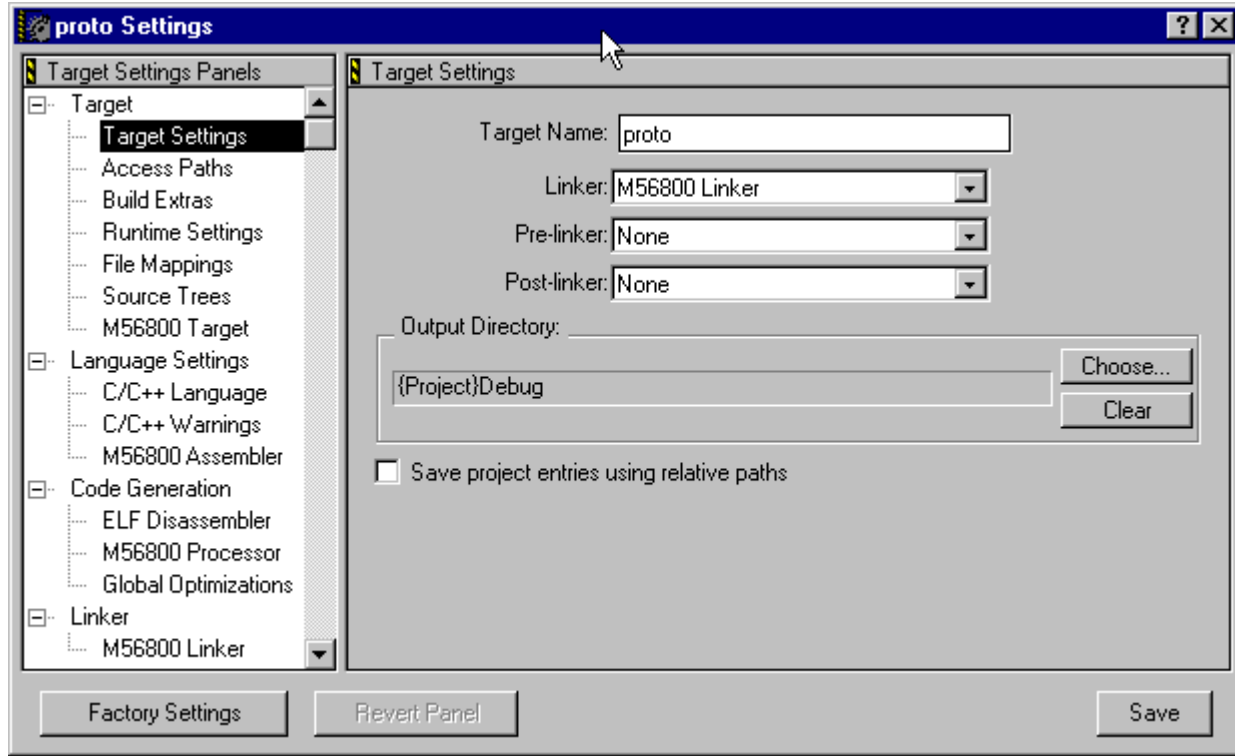 proto Settings
Target Settings Panels
Target
Target Settings
Access Paths
Build Extras
Runtime Settings
File Mappings
Source Trees
M56800 Target
Language Settings
C/C++ Language
C/C++ Warnings
M56800 Assembler
Code Generation
ELF Disassembler
M56800 Processor
Global Optimizations
Linker
M56800 Linker
Target Settings
Target Name: proto
Linker: M56800 Linker
Pre-linker: None
Post-linker: None
Output Directory:
{Project}Debug
Choose...
Clear
Save project entries using relative paths
Factory Settings
Revert Panel
Save